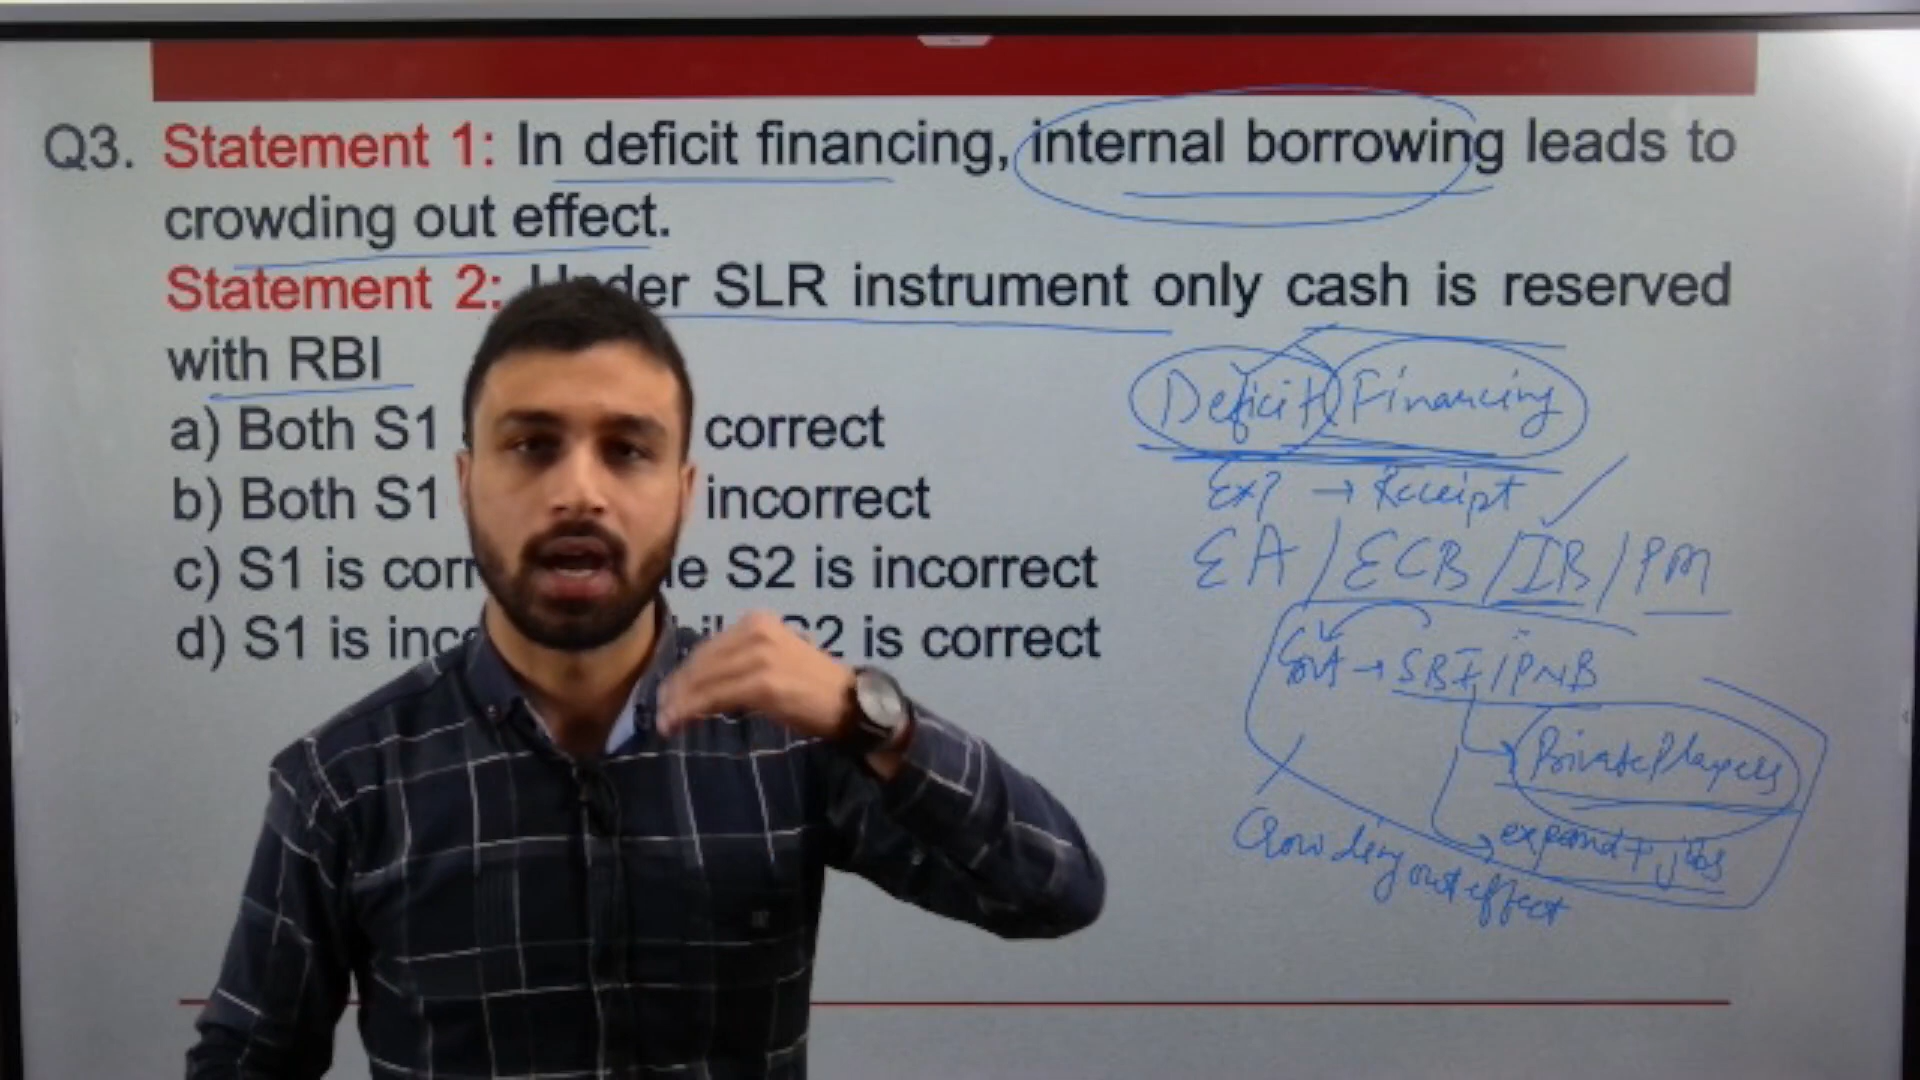 Q3. Statement 1: In deficit financing, internal borrowing leads to
crowding out effect.
Statement 2: Under SLR instrument only cash is reserved
with RBI
a) Both S1 correct
b) Both S1 incorrect
c) S1 is corr S2 is incorrect
d) S1 is inc S2 is correct
Deficit Financing
Exp → Receipt
EA / ECB / IB / PM
Govt → SBI / PNB
Private Players
expand + jobs
Crowding out effect